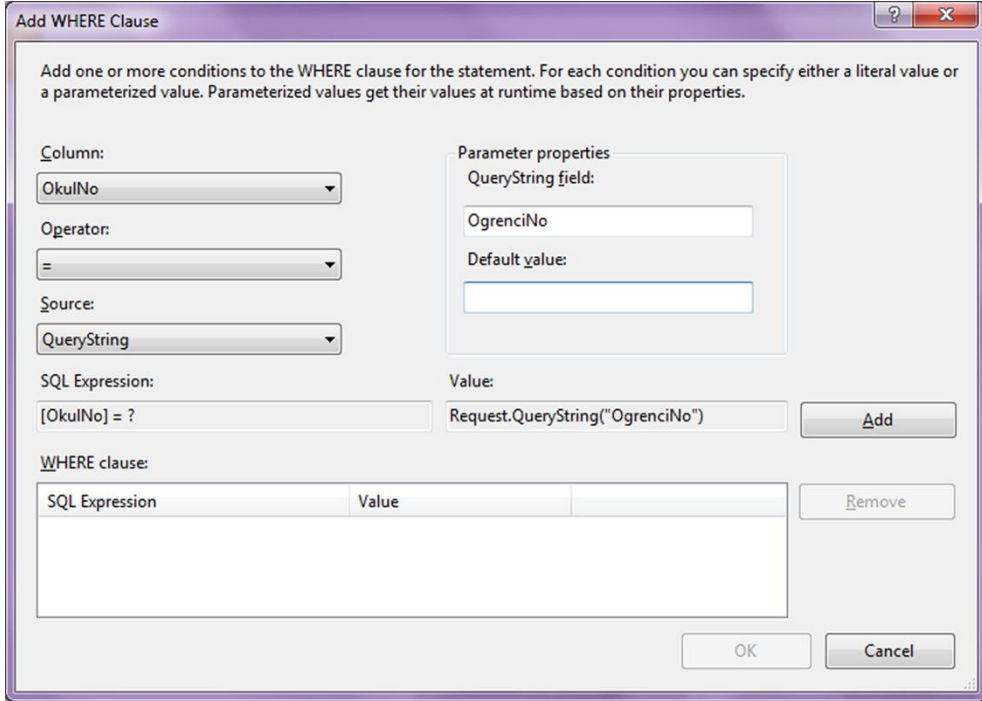 Add WHERE Clause
Add one or more conditions to the WHERE clause for the statement. For each condition you can specify either a literal value or
a parameterized value. Parameterized values get their values at runtime based on their properties.
Column:
OkulNo
Operator:
=
Source:
QueryString
Parameter properties
QueryString field:
OgrenciNo
Default value:
SQL Expression:
[OkulNo] = ?
Value:
Request.QueryString("OgrenciNo")
Add
WHERE clause:
SQL Expression Value
Remove
OK Cancel